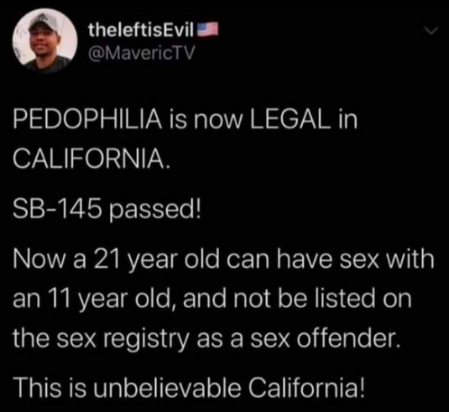 theleftisEvil🇺🇸
@MavericTV
PEDOPHILIA is now LEGAL in
CALIFORNIA.
SB-145 passed!
Now a 21 year old can have sex with
an 11 year old, and not be listed on
the sex registry as a sex offender.
This is unbelievable California!